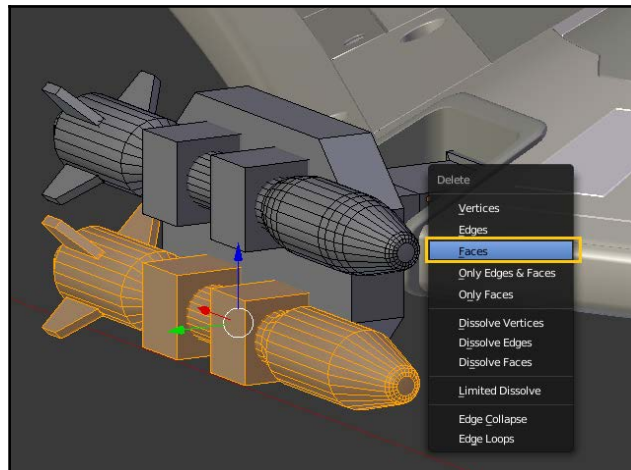 Delete
Vertices
Edges
Faces
Only Edges & Faces
Only Faces
Dissolve Vertices
Dissolve Edges
Dissolve Faces
Limited Dissolve
Edge Collapse
Edge Loops